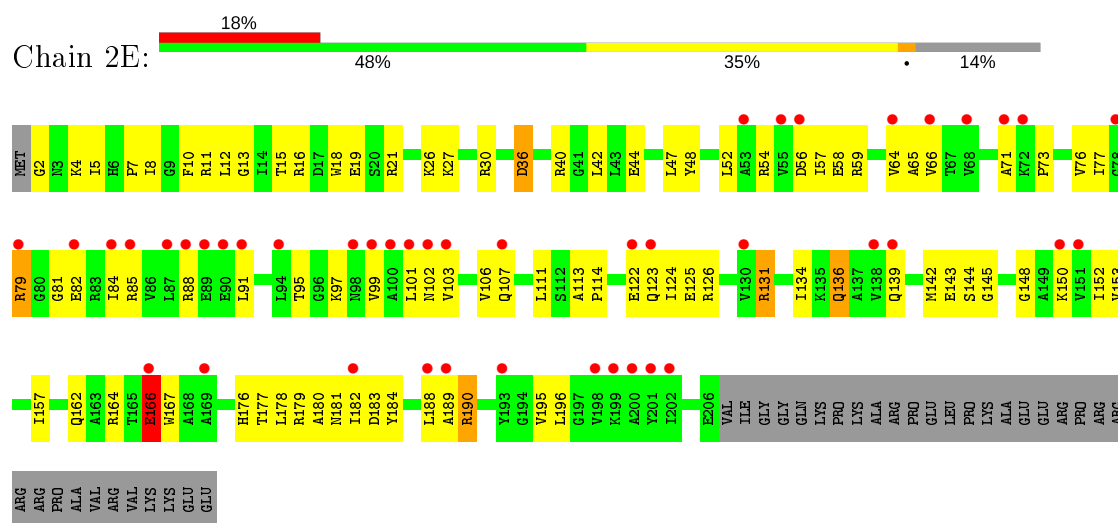 18%
Chain 2E:
48% 35% • 14%
MET G2 N3 K4 I5 H6 P7 I8 G9 F10 R11 L12 G13 I14 T15 R16 D17 W18 E19 S20 R21 K26 K27 R30 D36 R40 G41 L42 L43 E44 L47 Y48 L52 A53 R54 V55 D56 I57 E58 R59 V64 A65 V66 T67 V68 A71 K72 P73 V76 I77 G78
R79 G80 G81 E82 R83 I84 R85 V86 L87 R88 E89 E90 L91 L94 T95 G96 K97 N98 V99 A100 L101 N102 V103 V106 Q107 L111 S112 A113 P114 E122 Q123 I124 E125 R126 V130 R131 I134 K135 Q136 A137 V138 Q139 M142 E143 S144 G145 G148 A149 K150 V151 I152 V153
I157 Q162 A163 R164 T165 E166 W167 A168 A169 H176 T177 L178 R179 A180 N181 I182 D183 Y184 L188 A189 R190 Y193 G194 V195 L196 G197 V198 K199 A200 Y201 I202 E206 VAL ILE GLY GLY GLN LYS PRO LYS ALA ARG PRO GLU LEU PRO LYS ALA GLU GLU ARG PRO ARG ARG
ARG ARG PRO ALA VAL ARG VAL LYS LYS GLU GLU